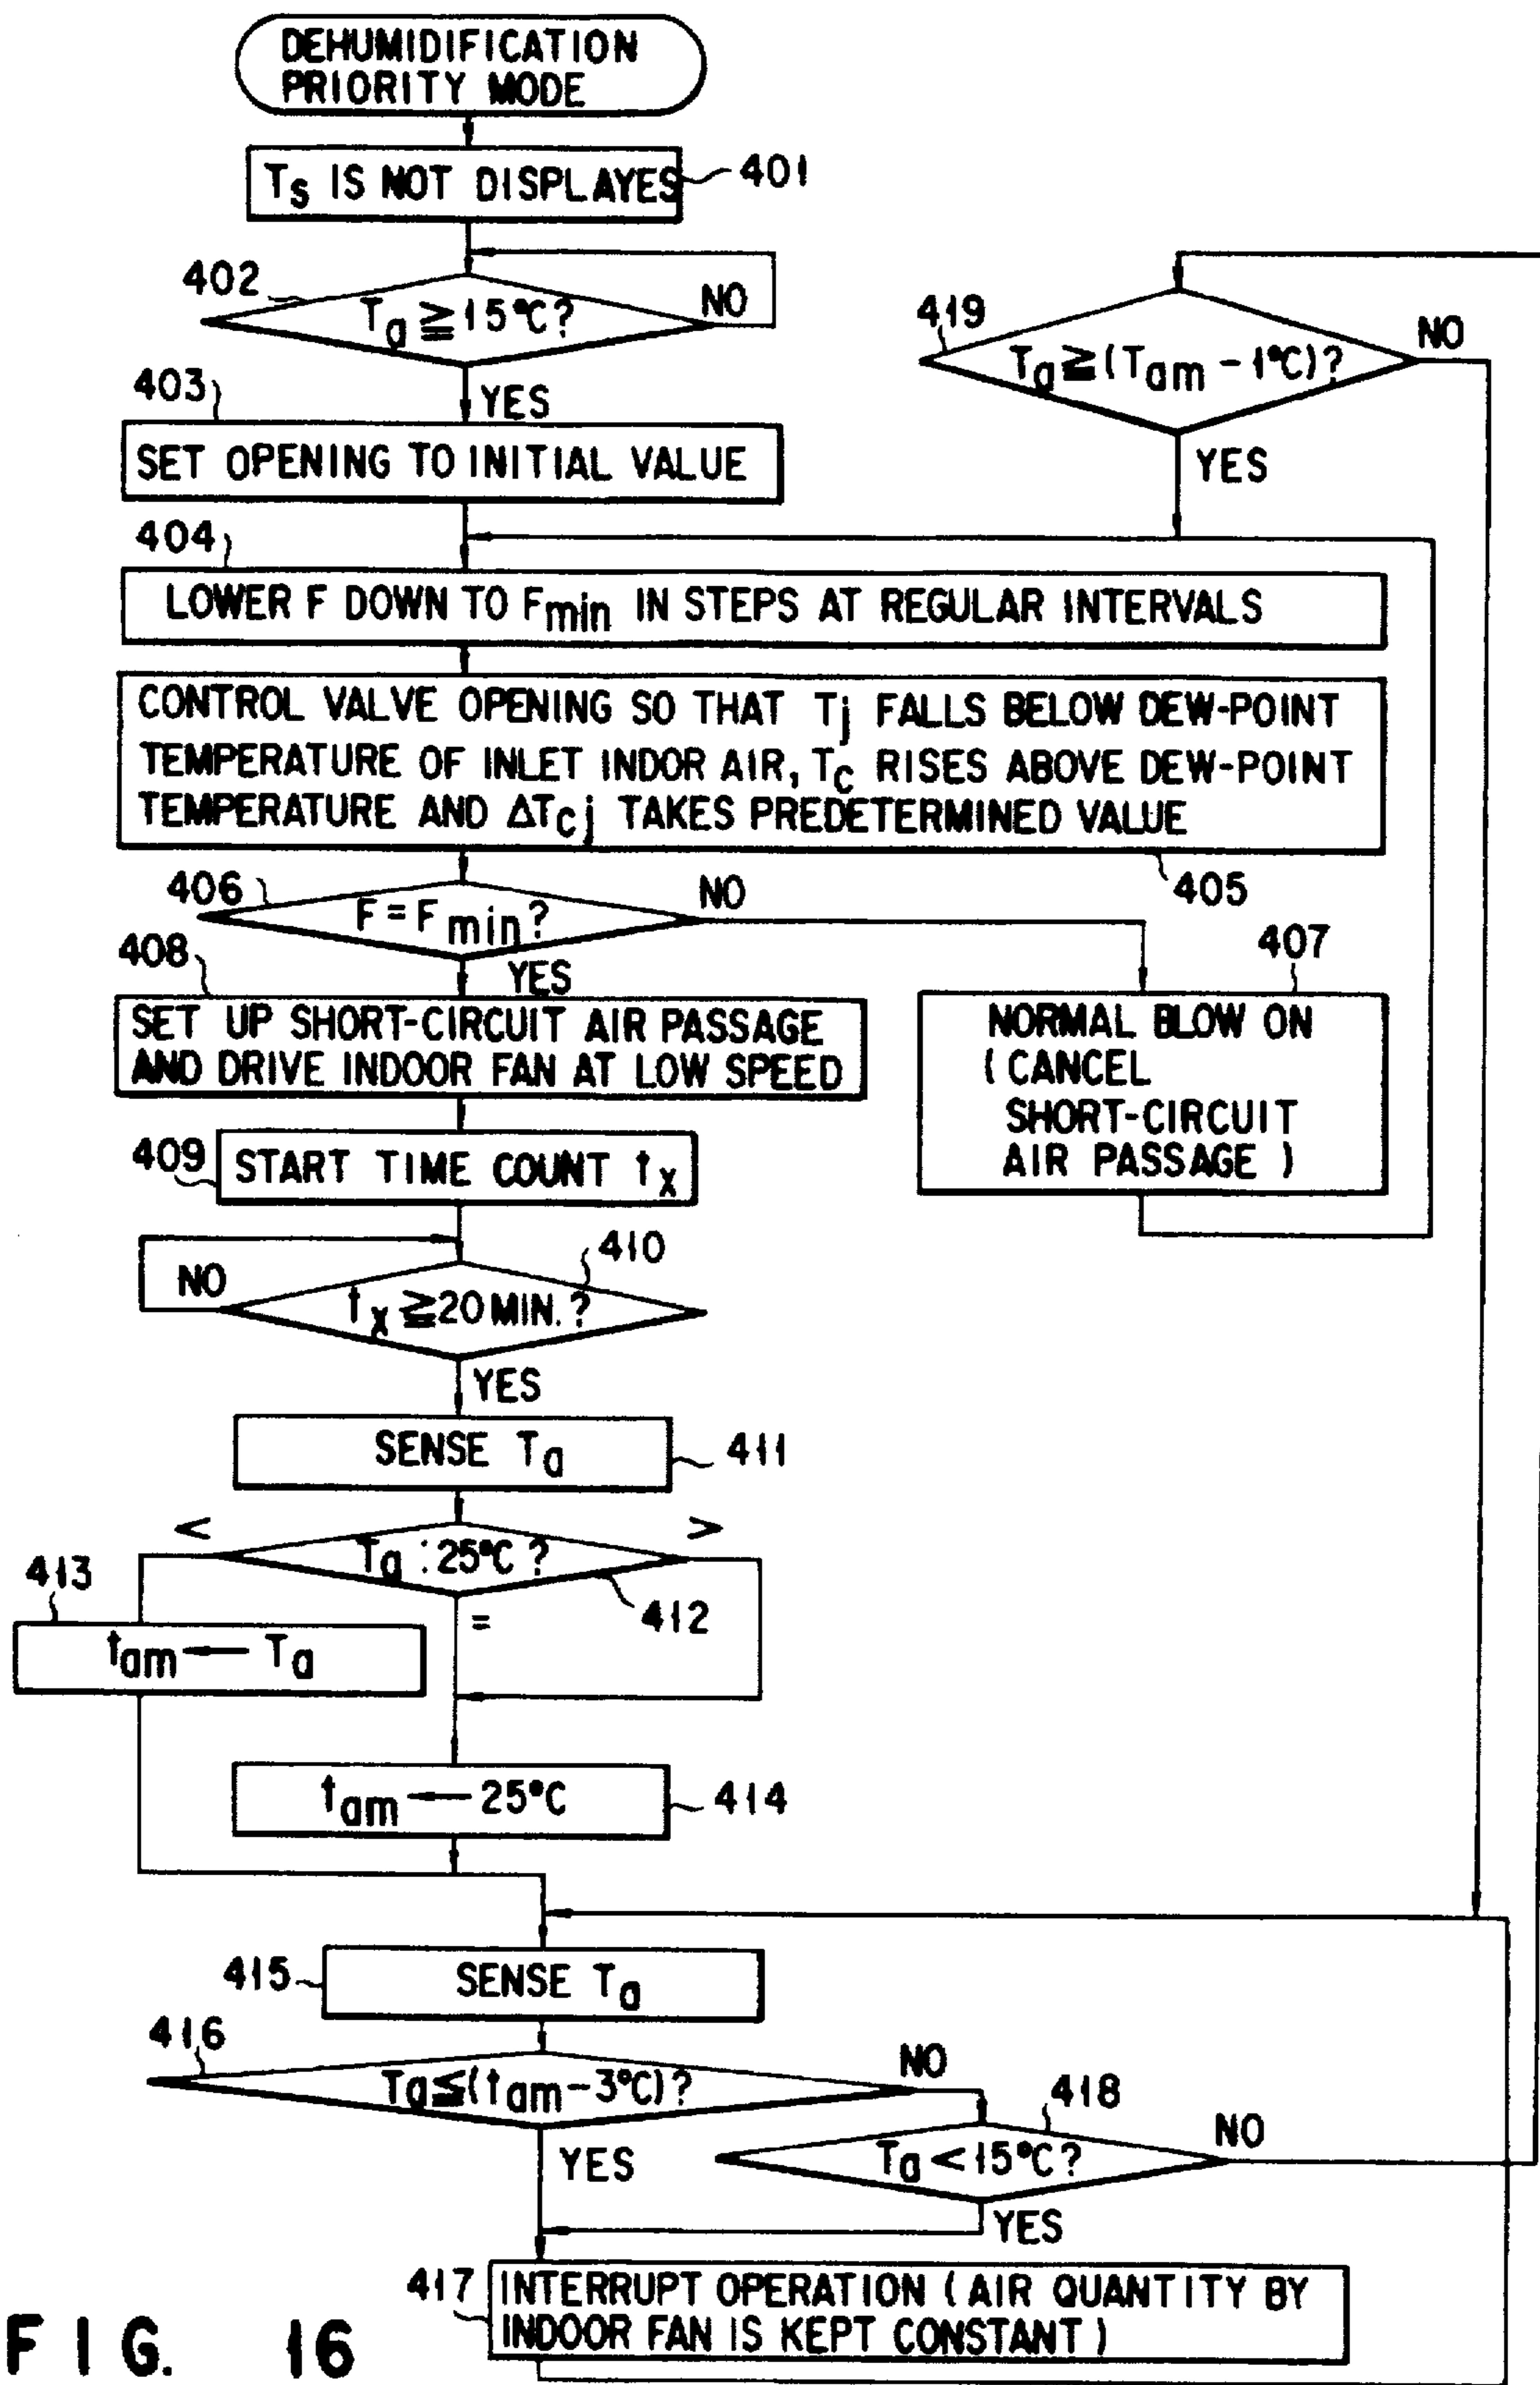 DEHUMIDIFICATION
PRIORITY MODE
Ts IS NOT DISPLAYES
401
402
Ta ≧ 15°C?
NO
YES
403
SET OPENING TO INITIAL VALUE
404
LOWER F DOWN TO Fmin IN STEPS AT REGULAR INTERVALS
CONTROL VALVE OPENING SO THAT Tj FALLS BELOW DEW-POINT
TEMPERATURE OF INLET INDOR AIR, Tc RISES ABOVE DEW-POINT
TEMPERATURE AND ΔTcj TAKES PREDETERMINED VALUE
405
406
F = Fmin?
NO
YES
407
NORMAL BLOW ON
(CANCEL
SHORT-CIRCUIT
AIR PASSAGE)
408
SET UP SHORT-CIRCUIT AIR PASSAGE
AND DRIVE INDOOR FAN AT LOW SPEED
409
START TIME COUNT tx
410
NO
tx ≧ 20 MIN. ?
YES
SENSE Ta
411
<
>
Ta : 25°C ?
412
=
413
tam ← Ta
tam ← 25°C
414
415
SENSE Ta
416
Ta ≦ (tam - 3°C) ?
NO
YES
418
Ta < 15°C?
NO
YES
417
INTERRUPT OPERATION (AIR QUANTITY BY
INDOOR FAN IS KEPT CONSTANT)
419
Ta ≧ (Tam - 1°C) ?
NO
YES
FIG. 16